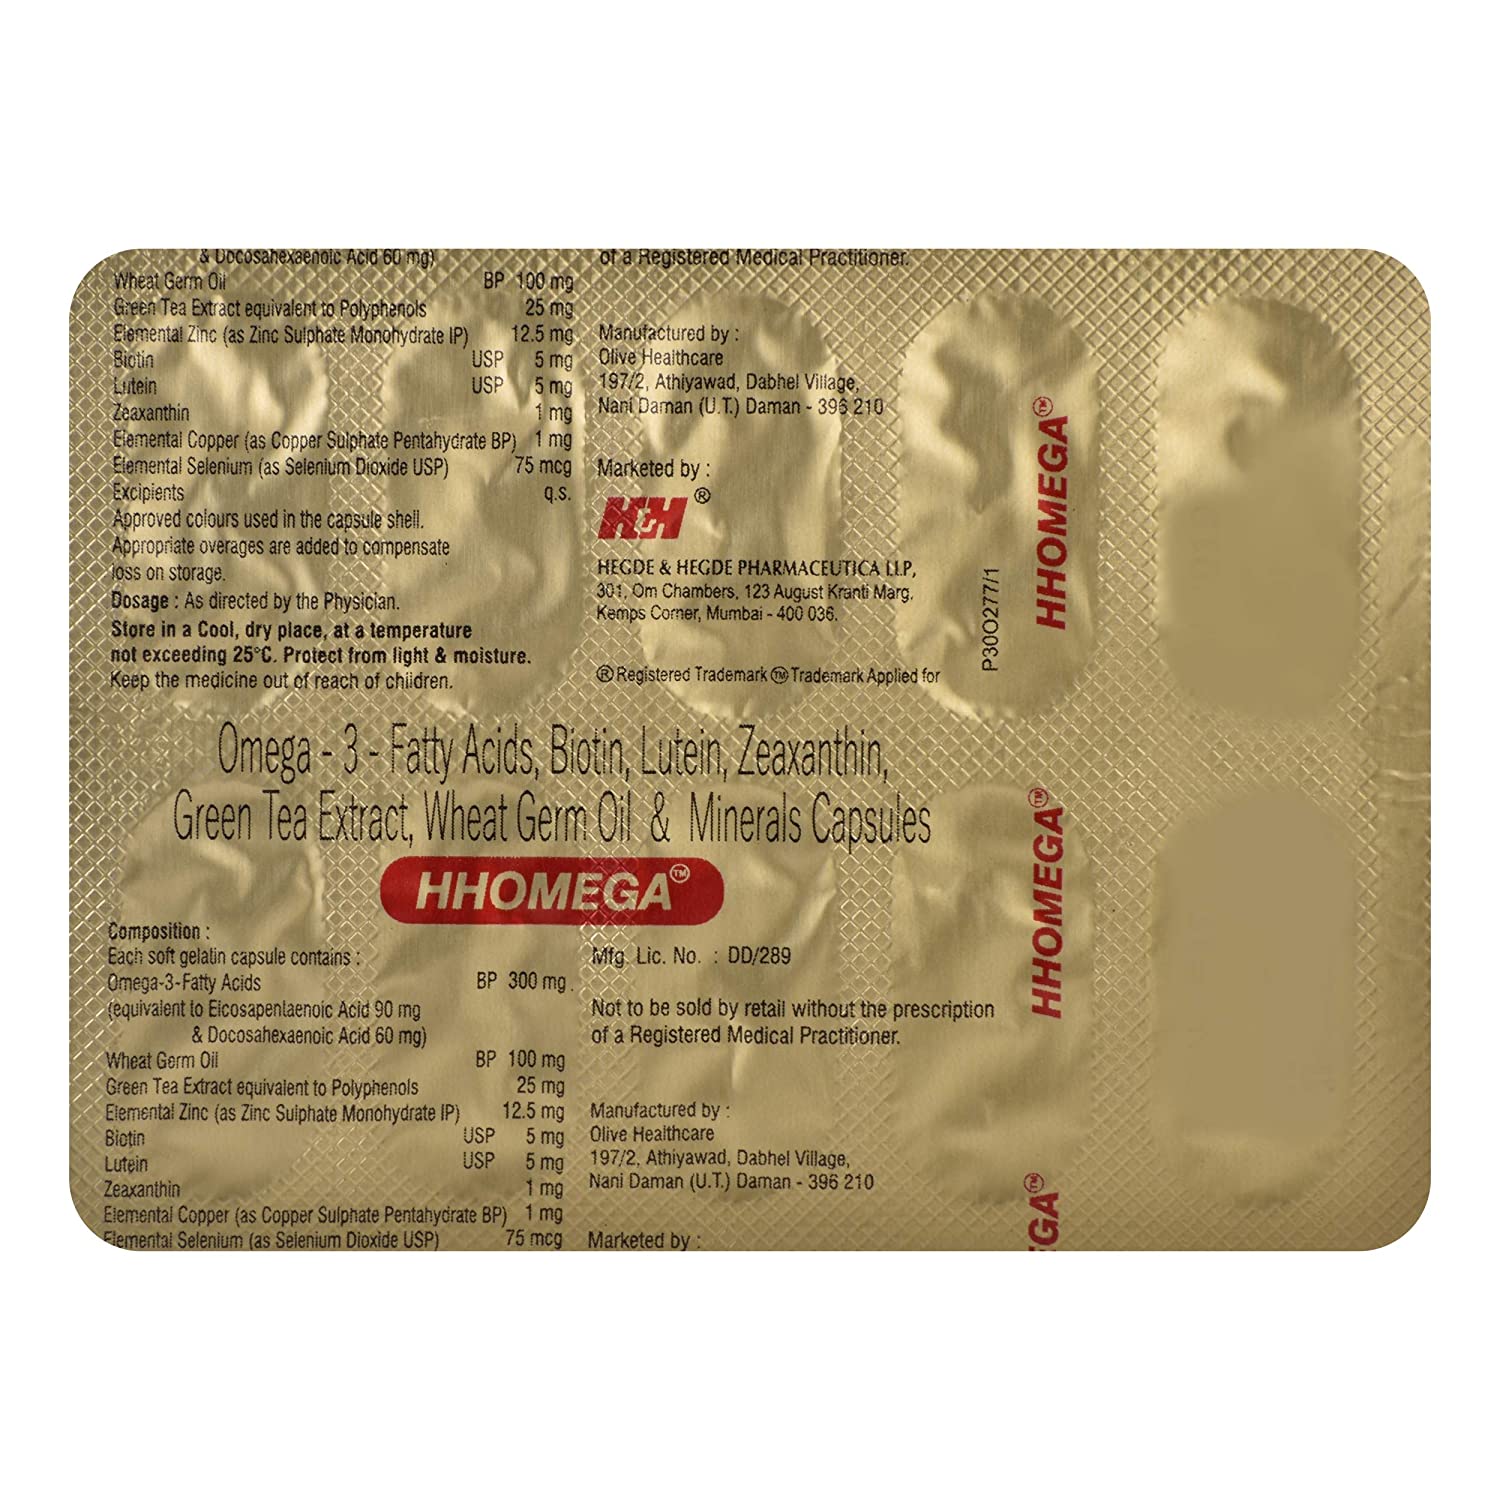 & Docosahexaenoic Acid 60 mg)
Wheat Germ Oil BP 100 mg
Green Tea Extract equivalent to Polyphenols 25 mg
Elemental Zinc (as Zinc Sulphate Monohydrate IP) 12.5 mg
Biotin USP 5 mg
Lutein USP 5 mg
Zeaxanthin 1 mg
Elemental Copper (as Copper Sulphate Pentahydrate BP) 1 mg
Elemental Selenium (as Selenium Dioxide USP) 75 mcg
Excipients q.s.
Approved colours used in the capsule shell.
Appropriate overages are added to compensate
loss on storage.
Dosage : As directed by the Physician.
Store in a Cool, dry place, at a temperature
not exceeding 25°C. Protect from light & moisture.
Keep the medicine out of reach of children.
of a Registered Medical Practitioner.
Manufactured by :
Olive Healthcare
197/2, Athiyawad, Dabhel Village,
Nani Daman (U.T.) Daman - 396 210
Marketed by :
H&H ®
HEGDE & HEGDE PHARMACEUTICA LLP,
301, Om Chambers, 123 August Kranti Marg,
Kemps Corner, Mumbai - 400 036.
® Registered Trademark ™ Trademark Applied for
P30O277/1
HHOMEGA™
Omega - 3 - Fatty Acids, Biotin, Lutein, Zeaxanthin,
Green Tea Extract, Wheat Germ Oil & Minerals Capsules
HHOMEGA™
HHOMEGA™
Composition :
Each soft gelatin capsule contains :
Omega-3-Fatty Acids BP 300 mg
(equivalent to Eicosapentaenoic Acid 90 mg
& Docosahexaenoic Acid 60 mg)
Wheat Germ Oil BP 100 mg
Green Tea Extract equivalent to Polyphenols 25 mg
Elemental Zinc (as Zinc Sulphate Monohydrate IP) 12.5 mg
Biotin USP 5 mg
Lutein USP 5 mg
Zeaxanthin 1 mg
Elemental Copper (as Copper Sulphate Pentahydrate BP) 1 mg
Elemental Selenium (as Selenium Dioxide USP) 75 mcg
Mfg. Lic. No. : DD/289
Not to be sold by retail without the prescription
of a Registered Medical Practitioner.
Manufactured by :
Olive Healthcare
197/2, Athiyawad, Dabhel Village,
Nani Daman (U.T.) Daman - 396 210
Marketed by :
GA™